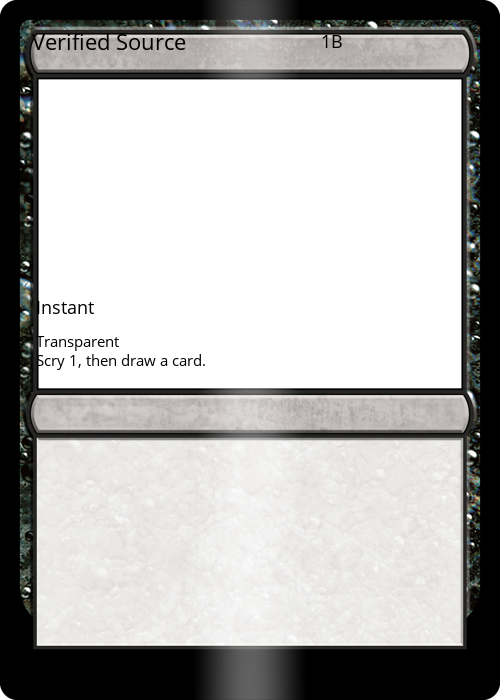 Verified Source 1B
Instant
Transparent
Scry 1, then draw a card.